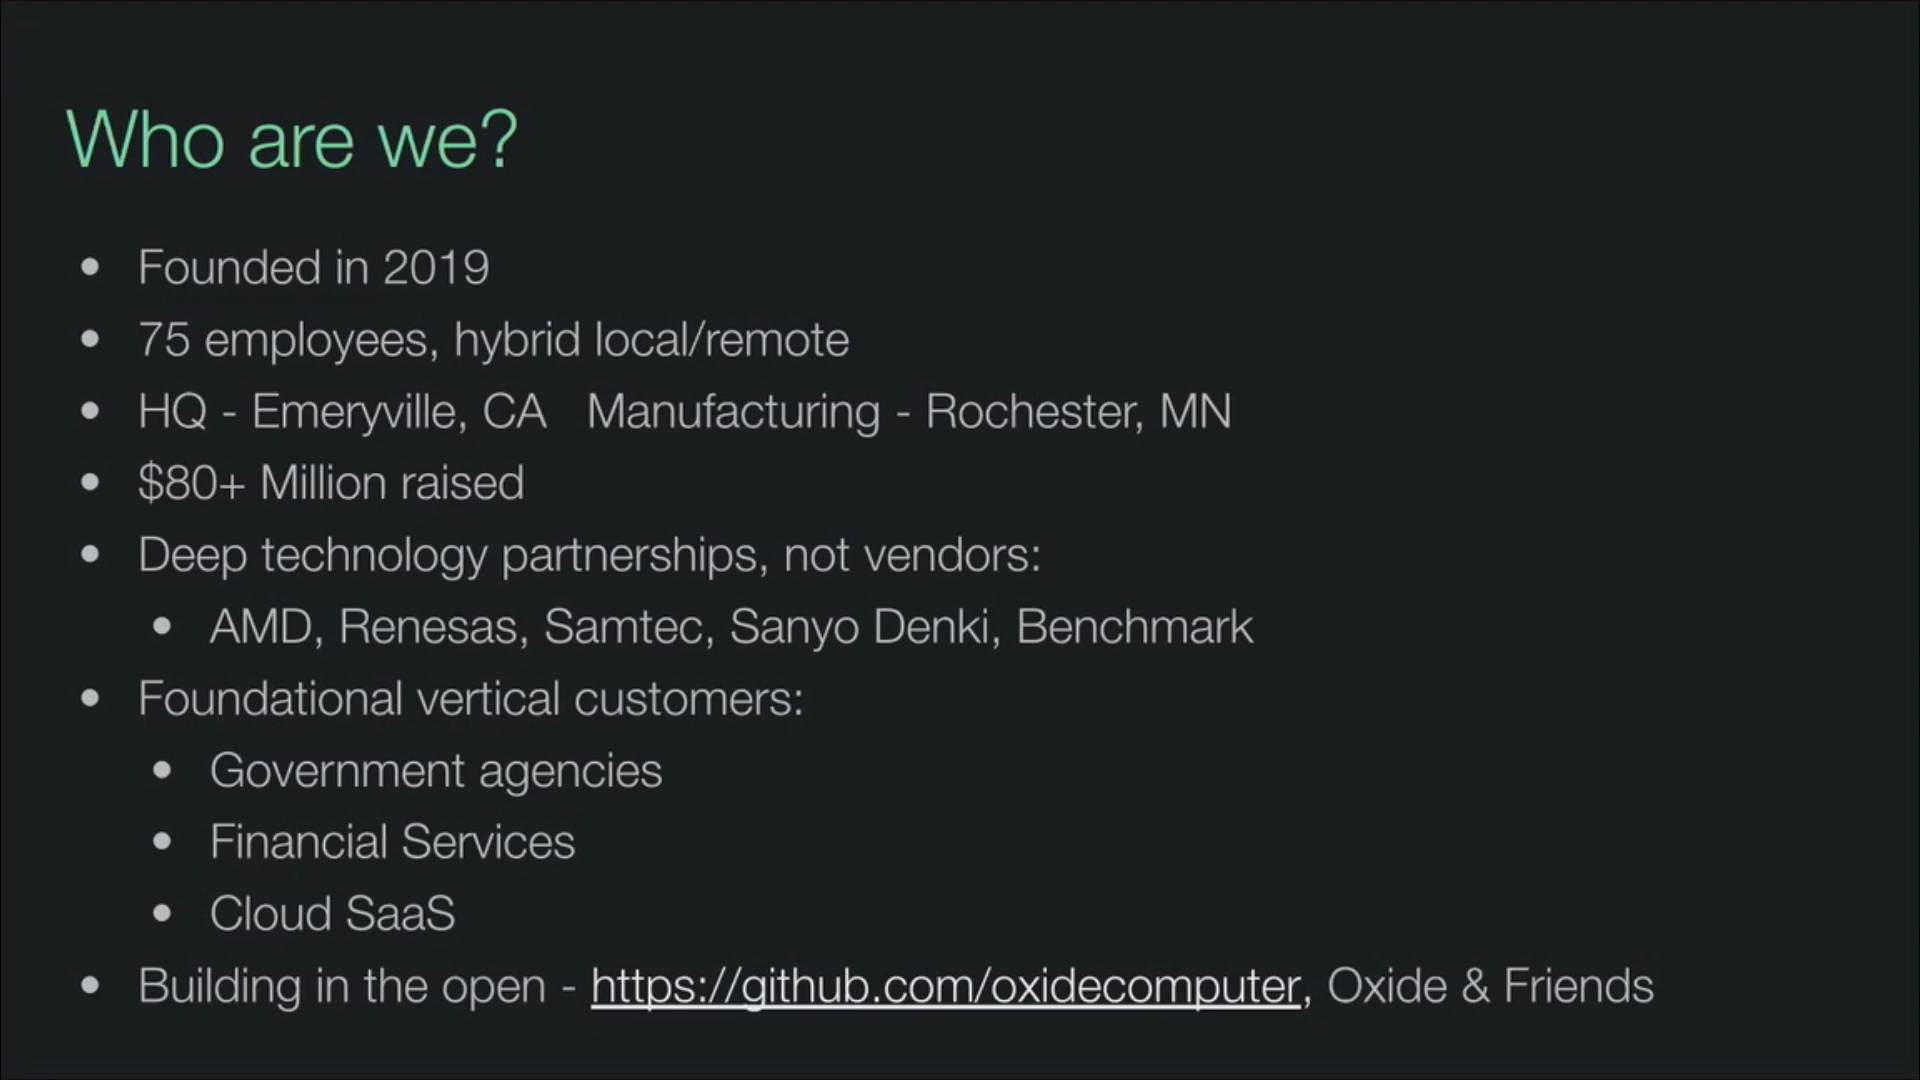 Who are we?
• Founded in 2019
• 75 employees, hybrid local/remote
• HQ - Emeryville, CA   Manufacturing - Rochester, MN
• $80+ Million raised
• Deep technology partnerships, not vendors:
• AMD, Renesas, Samtec, Sanyo Denki, Benchmark
• Foundational vertical customers:
• Government agencies
• Financial Services
• Cloud SaaS
• Building in the open - https://github.com/oxidecomputer, Oxide & Friends